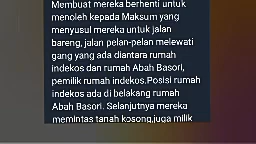 Membuat mereka berhenti untuk
menoleh kepada Maksum yang
menyusul mereka untuk jalan
bareng, jalan pelan-pelan melewati
gang yang ada diantara rumah
indekos dan rumah Abah Basori,
pemilik rumah indekos.Posisi rumah
indekos ada di belakang rumah
Abah Basori. Selanjutnya mereka
memintas tanah kosong,juga milik